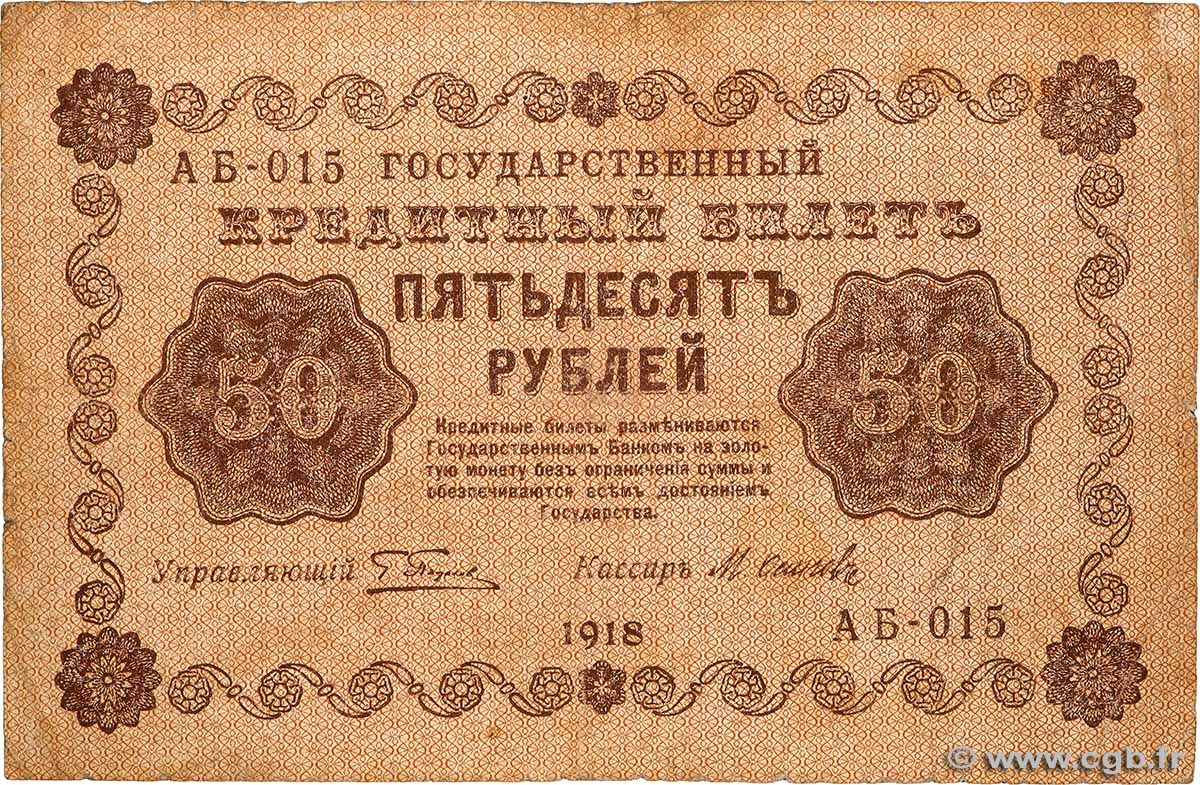 АБ-015 ГОСУДАРСТВЕННЫЙ
КРЕДИТНЫЙ БИЛЕТЪ
ПЯТЬДЕСЯТЪ
РУБЛЕЙ
50 50
Кредитные билеты размѣниваются
Государственнымъ Банкомъ на золо-
тую монету безъ ограниченія суммы и
обезпечиваются всѣмъ достояніемъ
Государства.
Управляющій Кассиръ
1918 АБ-015
© www.cgb.fr